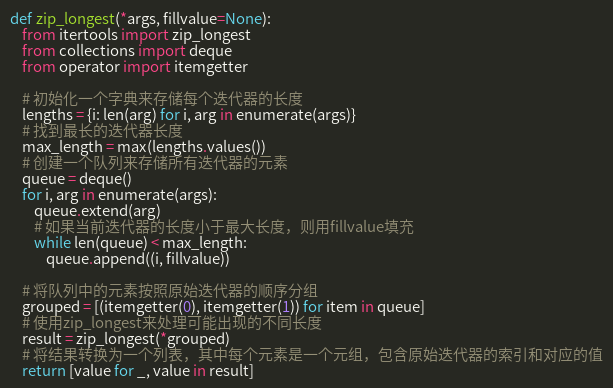 def zip_longest(*args, fillvalue=None):
from itertools import zip_longest
from collections import deque
from operator import itemgetter
# 初始化一个字典来存储每个迭代器的长度
lengths = {i: len(arg) for i, arg in enumerate(args)}
# 找到最长的迭代器长度
max_length = max(lengths.values())
# 创建一个队列来存储所有迭代器的元素
queue = deque()
for i, arg in enumerate(args):
queue.extend(arg)
# 如果当前迭代器的长度小于最大长度，则用fillvalue填充
while len(queue) < max_length:
queue.append((i, fillvalue))
# 将队列中的元素按照原始迭代器的顺序分组
grouped = [(itemgetter(0), itemgetter(1)) for item in queue]
# 使用zip_longest来处理可能出现的不同长度
result = zip_longest(*grouped)
# 将结果转换为一个列表，其中每个元素是一个元组，包含原始迭代器的索引和对应的值
return [value for _, value in result]